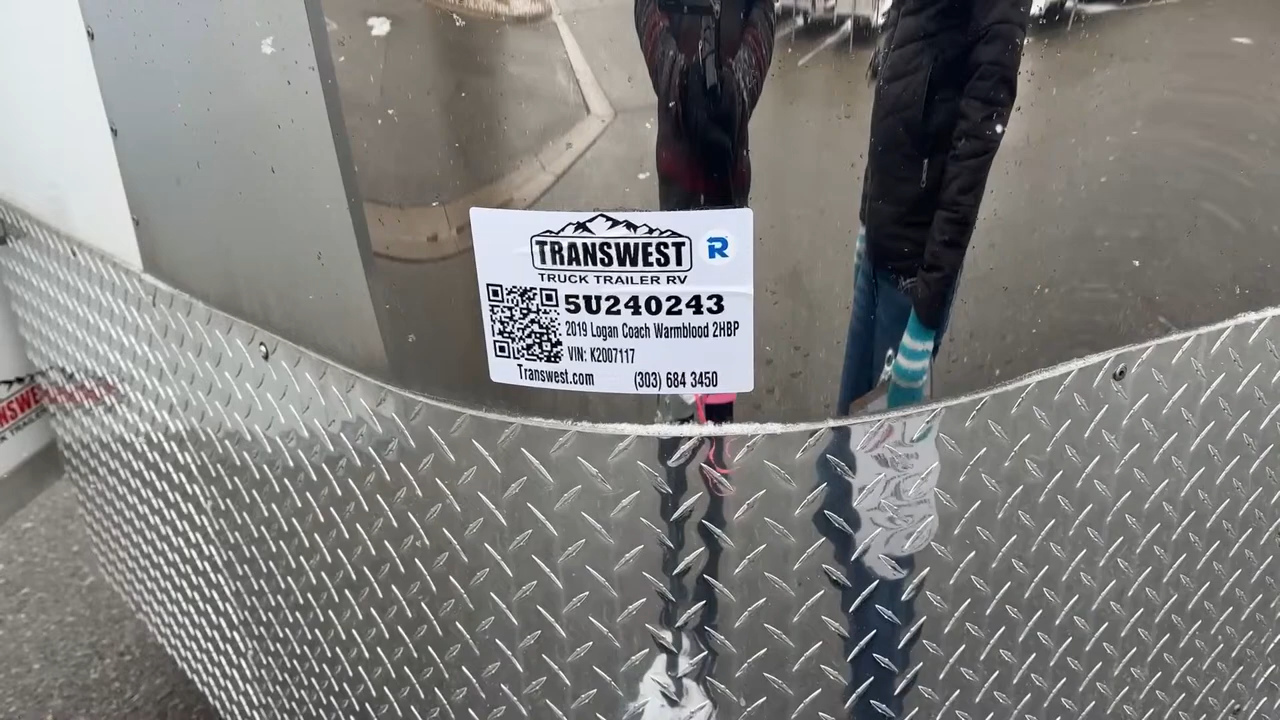 TRANSWEST
R
TRUCK TRAILER RV
5U240243
2019 Logan Coach Warmblood 2HBP
VIN: K2007117
Transwest.com
(303) 684 3450